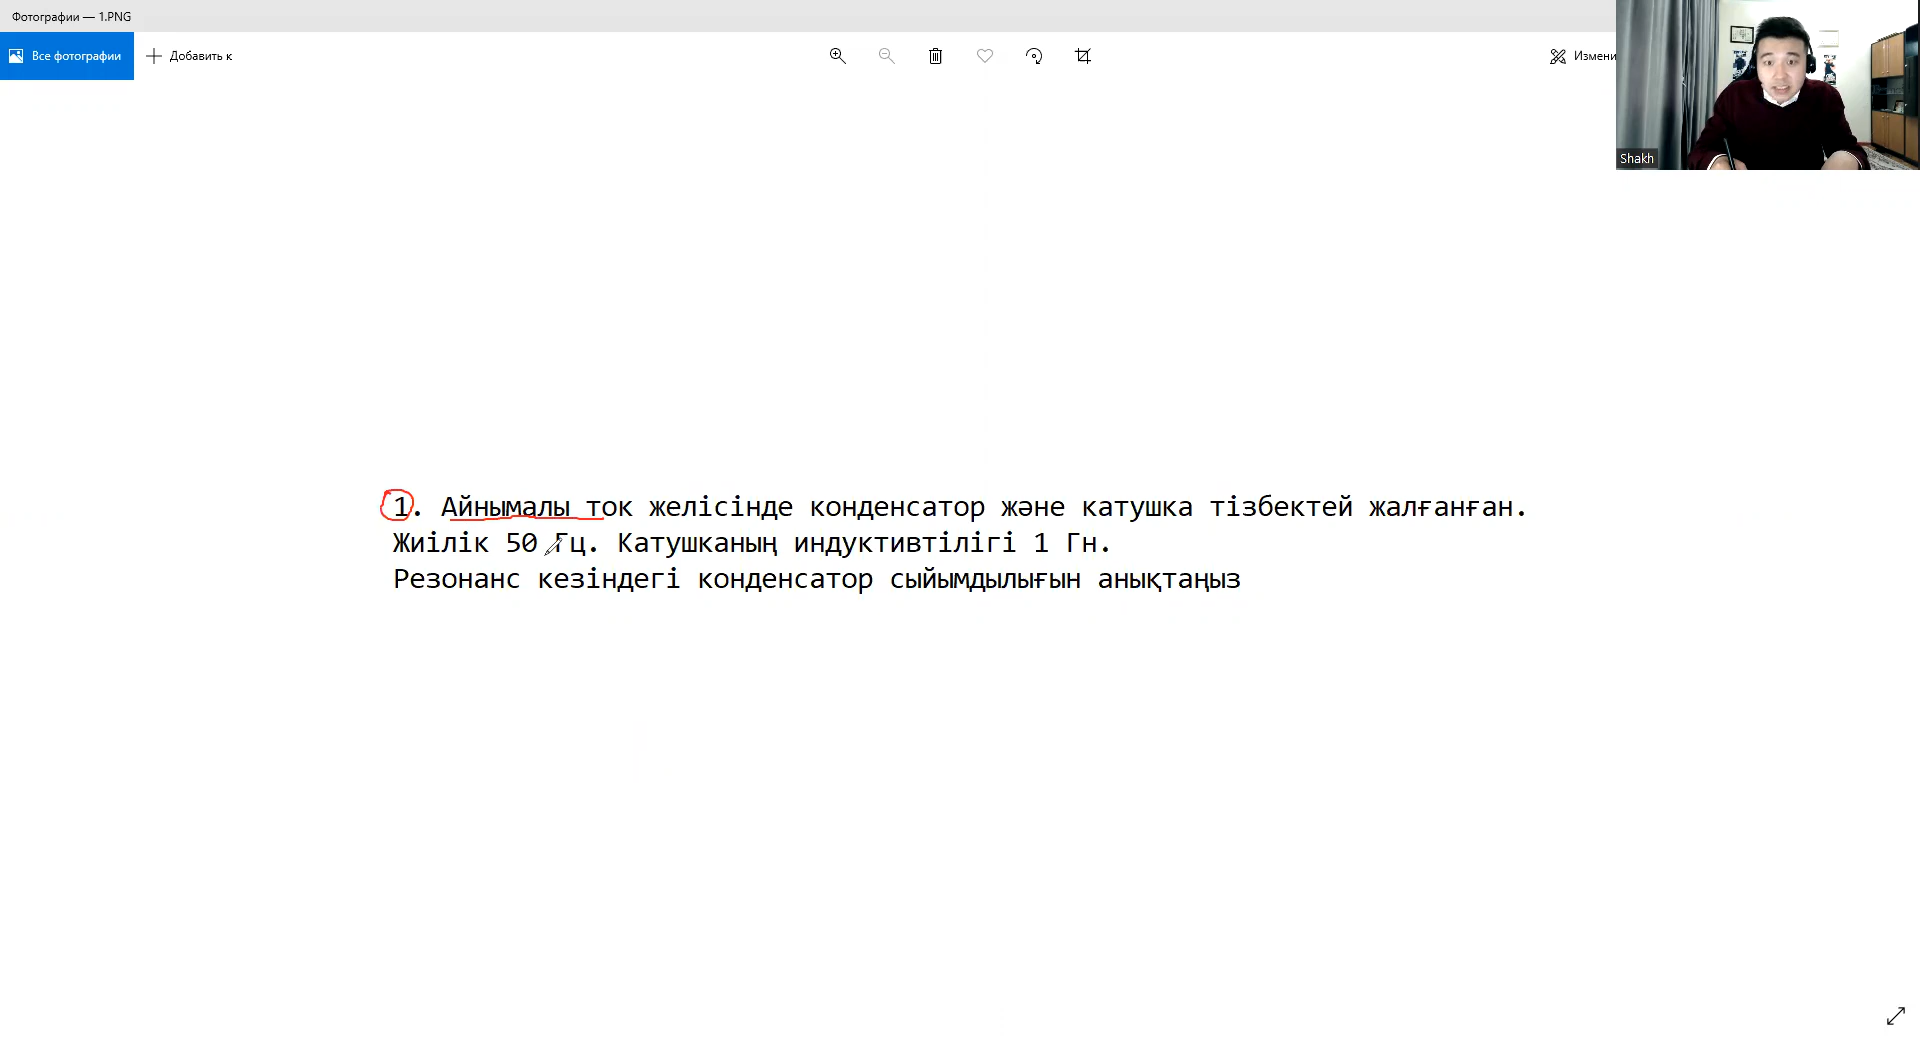 Фотографии — 1.PNG
Все фотографии
Добавить к
Измени
Shakh
1. Айнымалы ток желісінде конденсатор және катушка тізбектей жалғанған.
Жиілік 50 Гц. Катушканың индуктивтілігі 1 Гн.
Резонанс кезіндегі конденсатор сыйымдылығын анықтаңыз